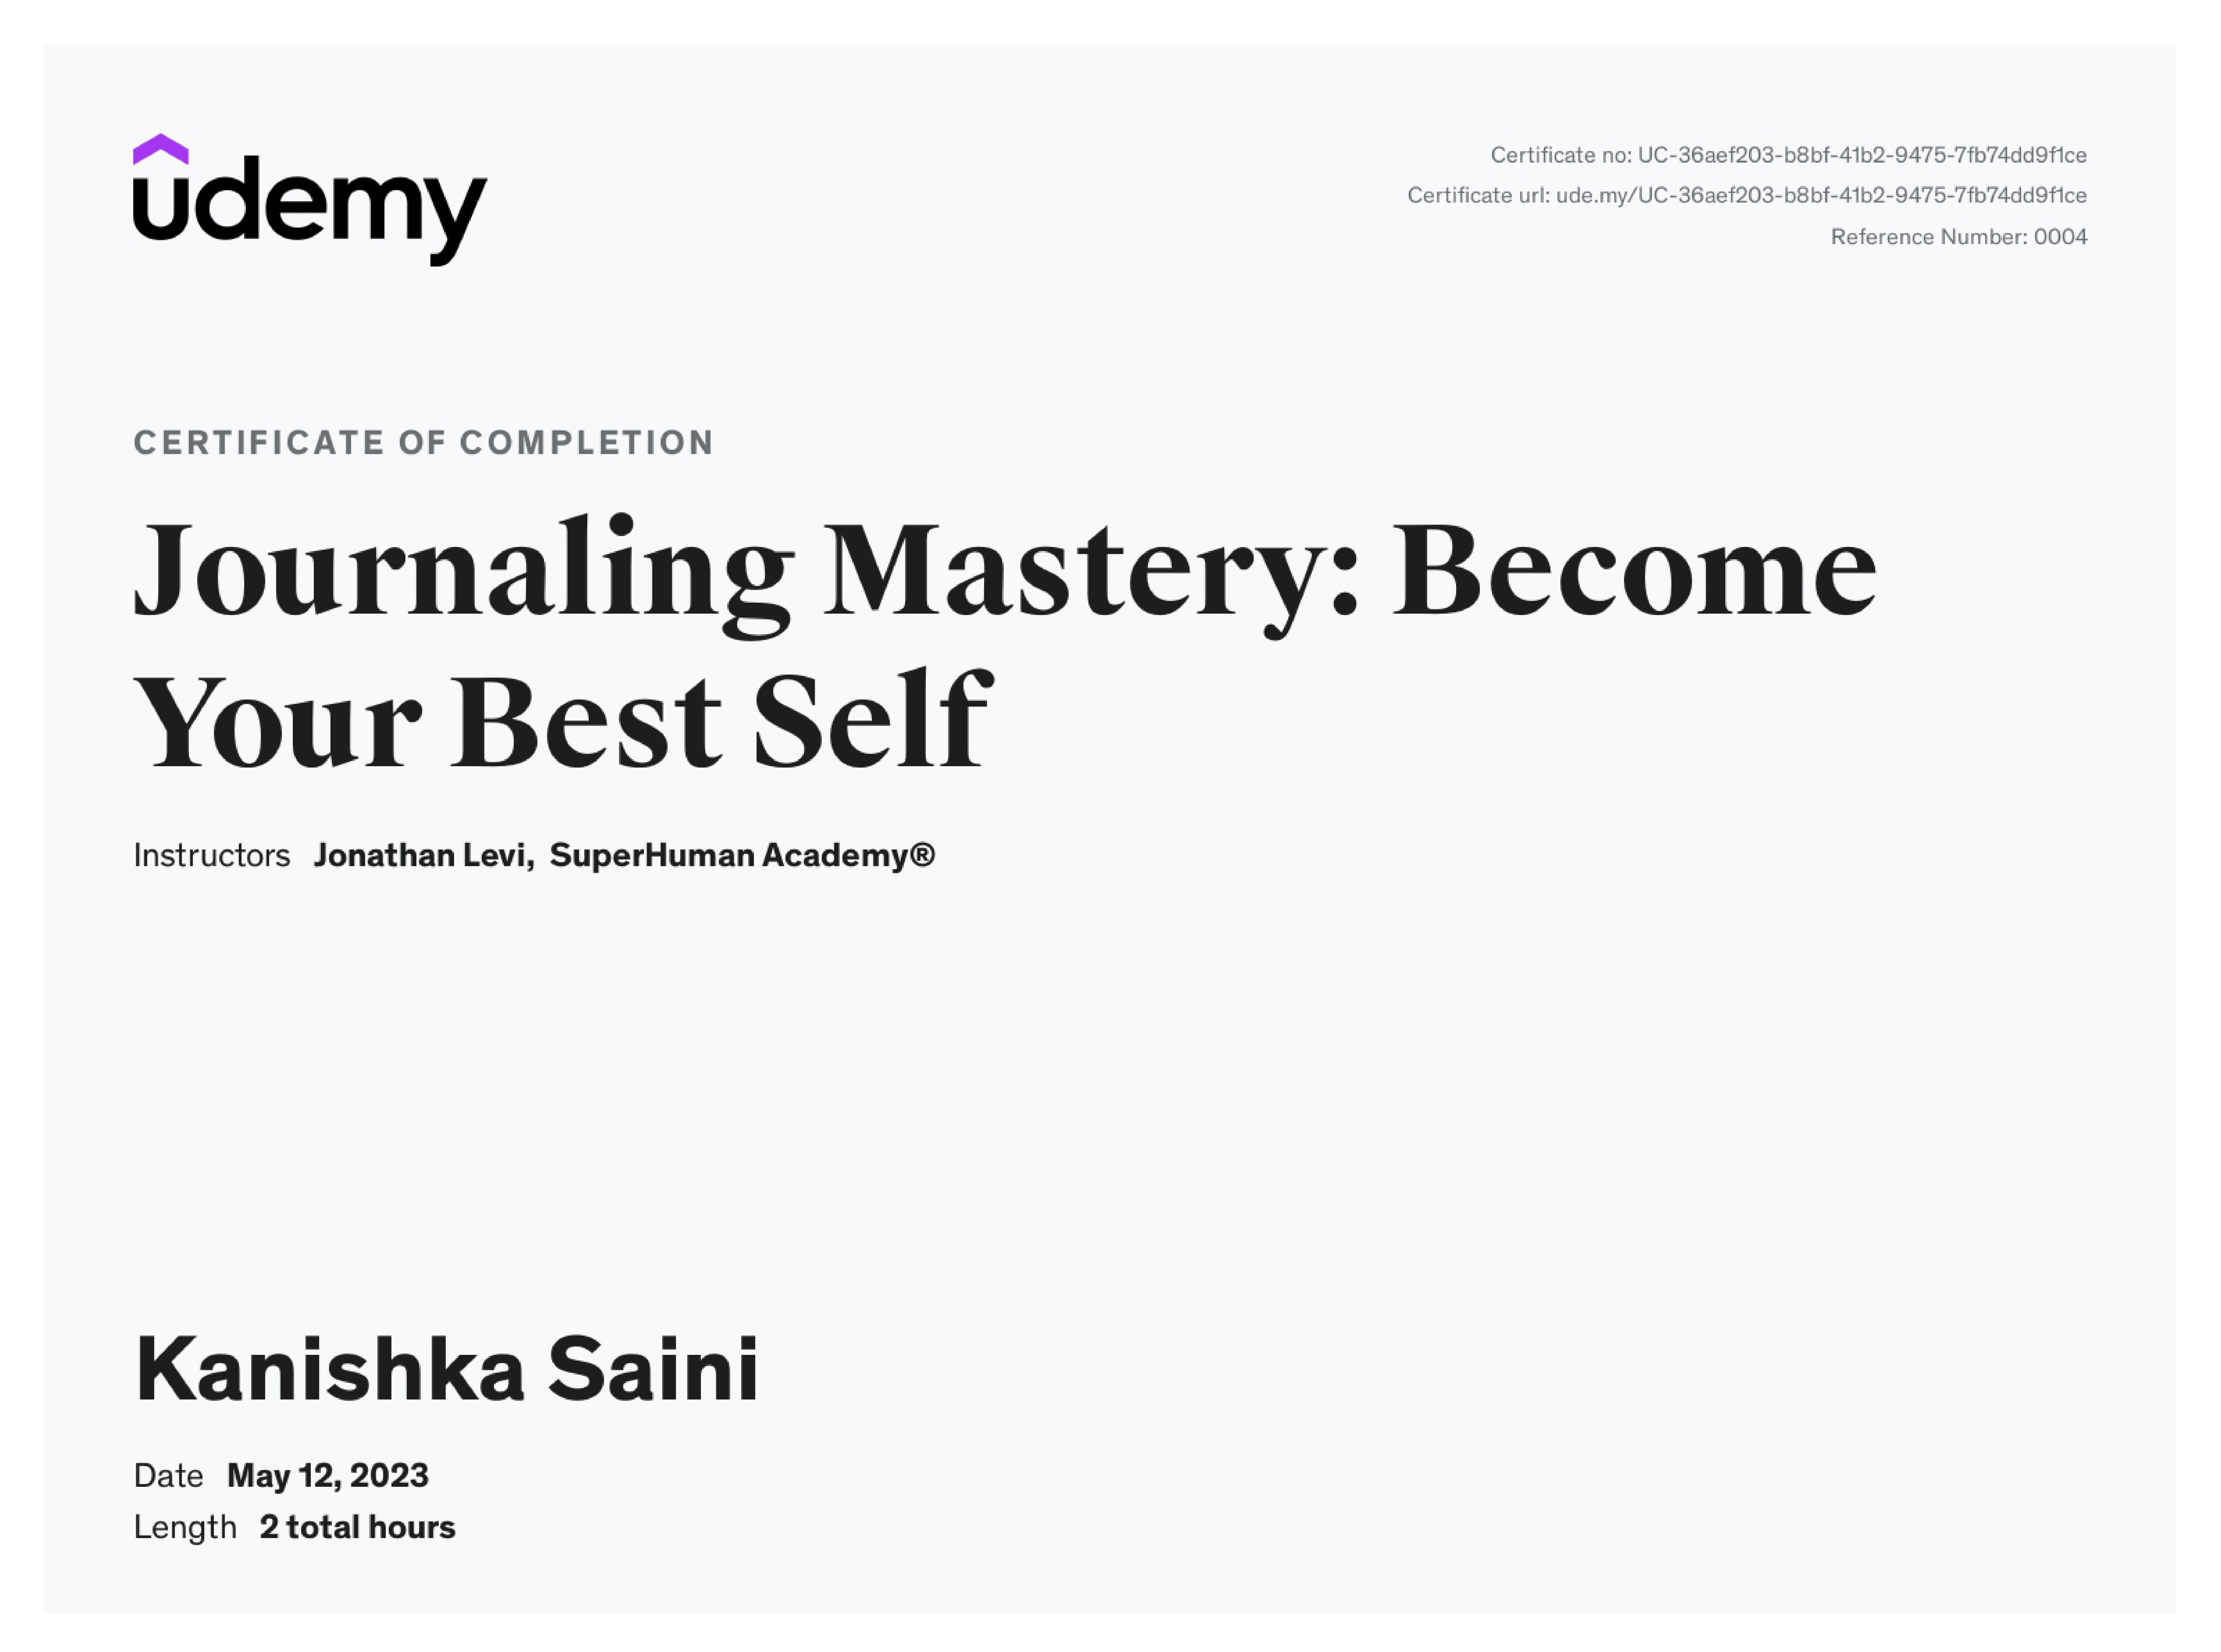 udemy
Certificate no: UC-36aef203-b8bf-41b2-9475-7fb74dd9f1ce
Certificate url: ude.my/UC-36aef203-b8bf-41b2-9475-7fb74dd9f1ce
Reference Number: 0004
CERTIFICATE OF COMPLETION
Journaling Mastery: Become
Your Best Self
Instructors Jonathan Levi, SuperHuman Academy®
Kanishka Saini
Date May 12, 2023
Length 2 total hours